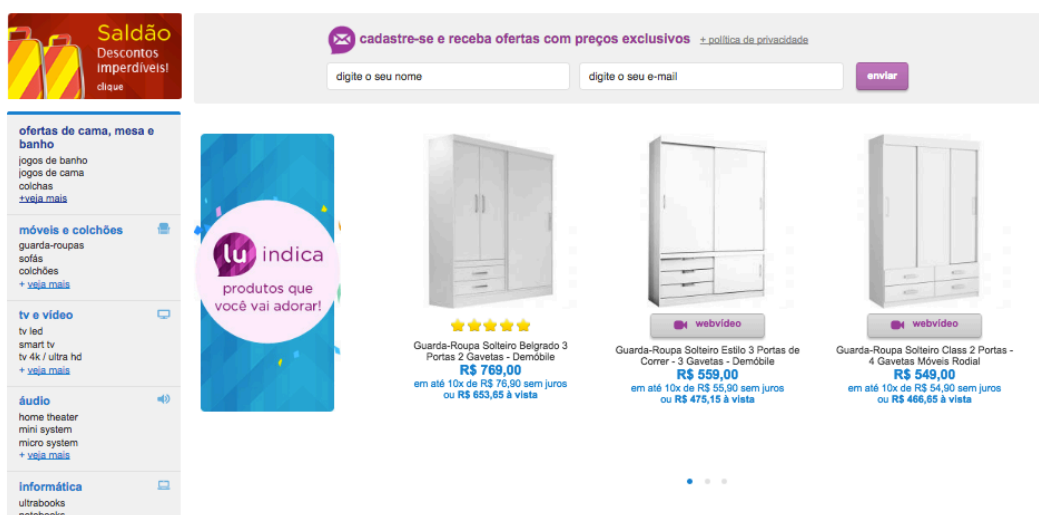 Saldão
Descontos
imperdíveis!
clique
cadastre-se e receba ofertas com preços exclusivos + política de privacidade
digite o seu nome
digite o seu e-mail
enviar
ofertas de cama, mesa e
banho
jogos de banho
jogos de cama
colchas
+veja mais
móveis e colchões
guarda-roupas
sofás
colchões
+ veja mais
tv e vídeo
tv led
smart tv
tv 4k / ultra hd
+ veja mais
áudio
home theater
mini system
micro system
+ veja mais
informática
ultrabooks
notebooks
lu indica
produtos que
você vai adorar!
Guarda-Roupa Solteiro Belgrado 3
Portas 2 Gavetas - Demóbile
R$ 769,00
em até 10x de R$ 76,90 sem juros
ou R$ 653,65 à vista
webvídeo
Guarda-Roupa Solteiro Estilo 3 Portas de
Correr - 3 Gavetas - Demóbile
R$ 559,00
em até 10x de R$ 55,90 sem juros
ou R$ 475,15 à vista
webvídeo
Guarda-Roupa Solteiro Class 2 Portas -
4 Gavetas Móveis Rodial
R$ 549,00
em até 10x de R$ 54,90 sem juros
ou R$ 466,65 à vista